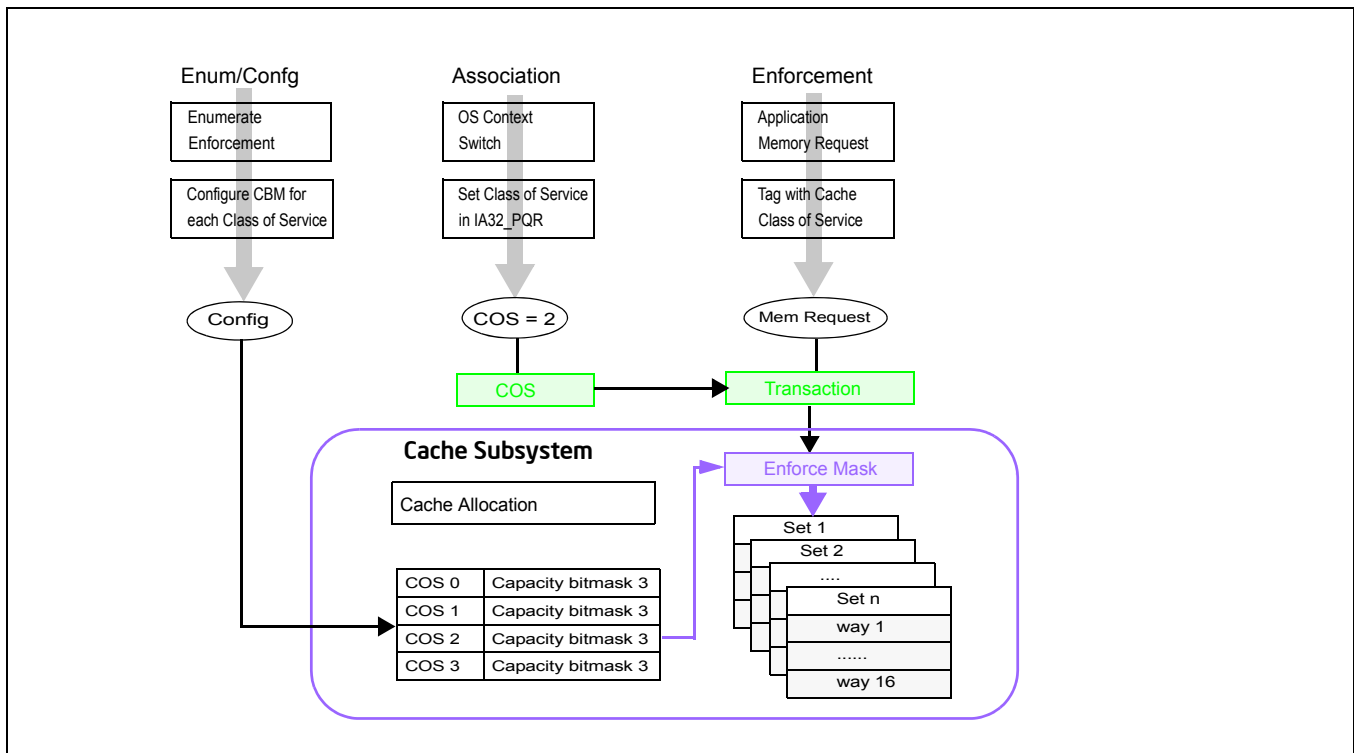 Enum/Confg
Association
Enforcement
Enumerate
Enforcement
OS Context
Switch
Application
Memory Request
Configure CBM for
each Class of Service
Set Class of Service
in IA32_PQR
Tag with Cache
Class of Service
Config
COS = 2
Mem Request
COS
Transaction
Cache Subsystem
Enforce Mask
Cache Allocation
Set 1
Set 2
....
Set n
way 1
......
way 16
COS 0 Capacity bitmask 3
COS 1 Capacity bitmask 3
COS 2 Capacity bitmask 3
COS 3 Capacity bitmask 3